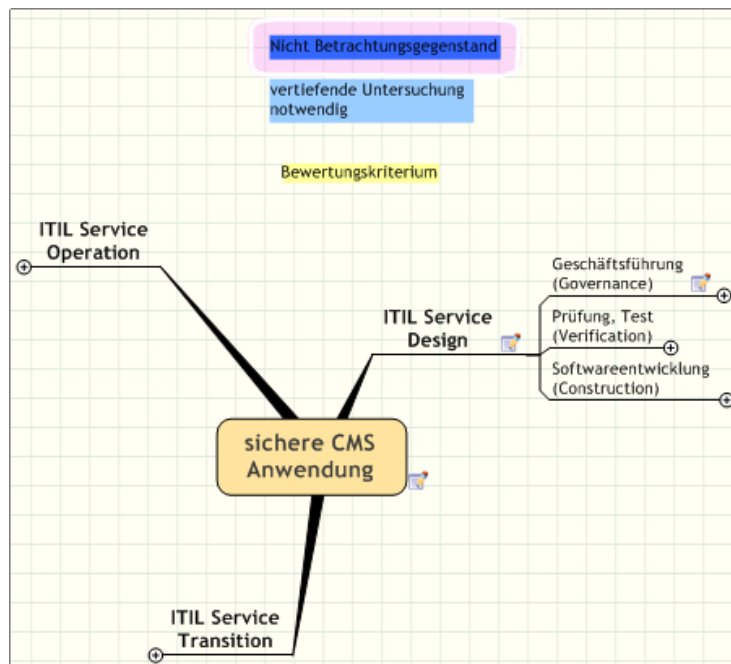 Nicht Betrachtungsgegenstand
vertiefende Untersuchung
notwendig
Bewertungskriterium
ITIL Service
Operation
ITIL Service
Design
Geschäftsführung
(Governance)
Prüfung, Test
(Verification)
Softwareentwicklung
(Construction)
sichere CMS
Anwendung
ITIL Service
Transition